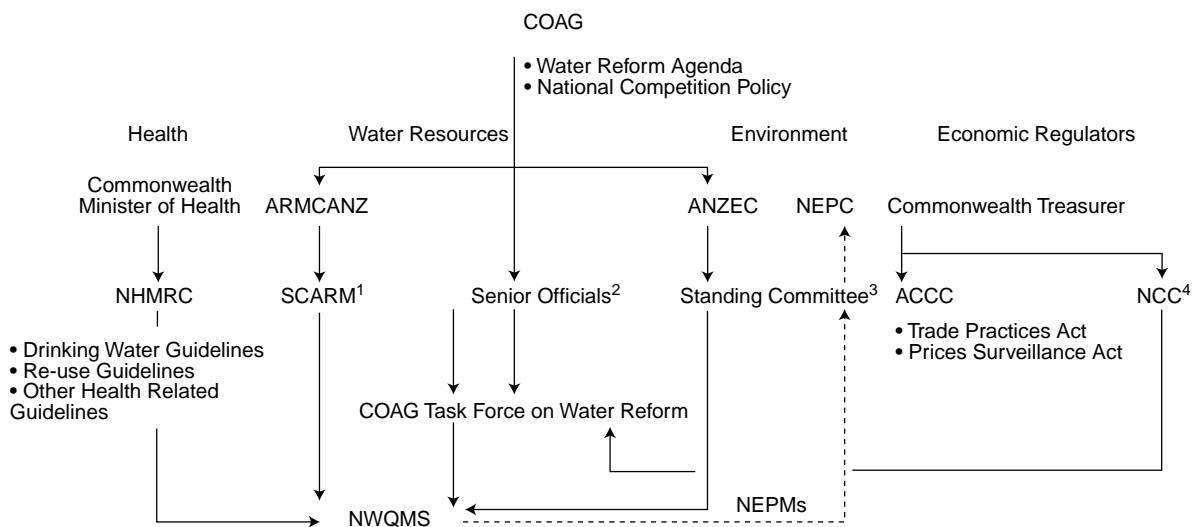 COAG
• Water Reform Agenda
• National Competition Policy
Health
Water Resources
Environment
Economic Regulators
Commonwealth
Minister of Health
ARMCANZ
ANZEC
NEPC
Commonwealth Treasurer
NHMRC
SCARM¹
Senior Officials²
Standing Committee³
ACCC
NCC⁴
• Drinking Water Guidelines
• Re-use Guidelines
• Other Health Related
Guidelines
• Trade Practices Act
• Prices Surveillance Act
COAG Task Force on Water Reform
NWQMS
NEPMs